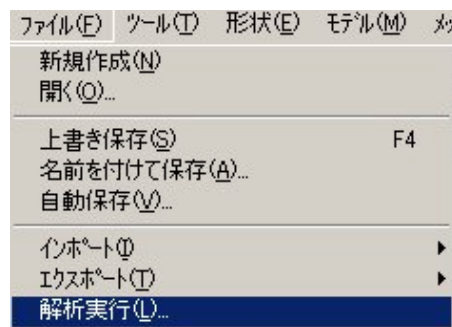 ファイル(F) ツール(T) 形状(E) モデル(M)
新規作成(N)
開く(O)...
上書き保存(S) F4
名前を付けて保存(A)...
自動保存(V)...
インポート(I)
エクスポート(T)
解析実行(L)...